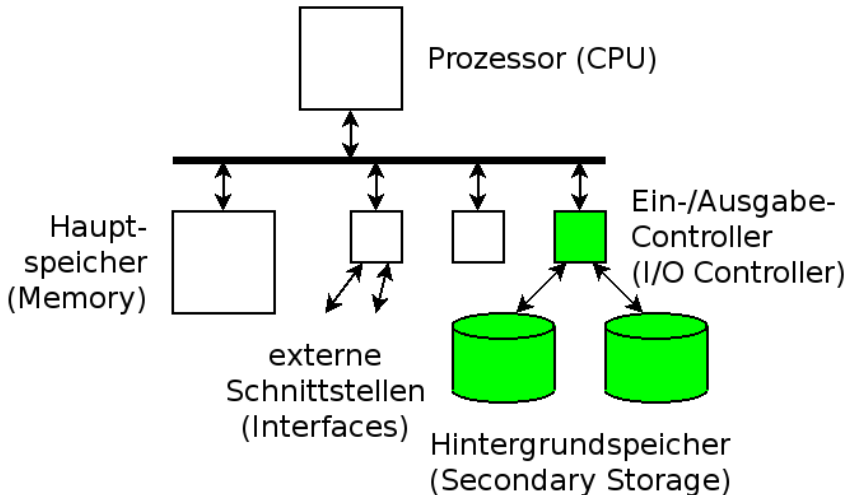 Prozessor (CPU)
Haupt-
speicher
(Memory)
Ein-/Ausgabe-
Controller
(I/O Controller)
externe
Schnittstellen
(Interfaces)
Hintergrundspeicher
(Secondary Storage)